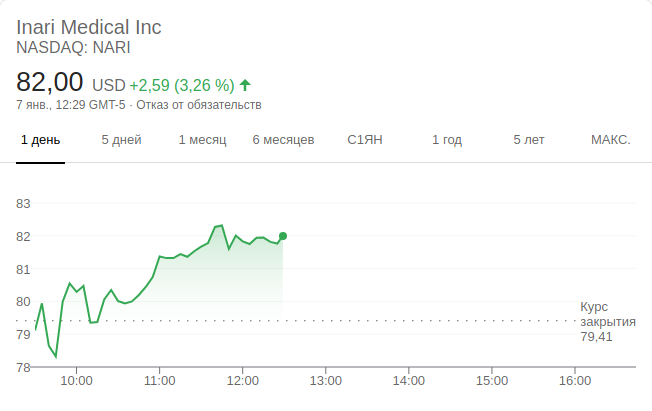 Inari Medical Inc
NASDAQ: NARI
82,00 USD +2,59 (3,26 %)
7 янв., 12:29 GMT-5 · Отказ от обязательств
1 день 5 дней 1 месяц 6 месяцев С1ЯН 1 год 5 лет МАКС.
83
82
81
80
79
78
Курс
закрытия
79,41
10:00 11:00 12:00 13:00 14:00 15:00 16:00